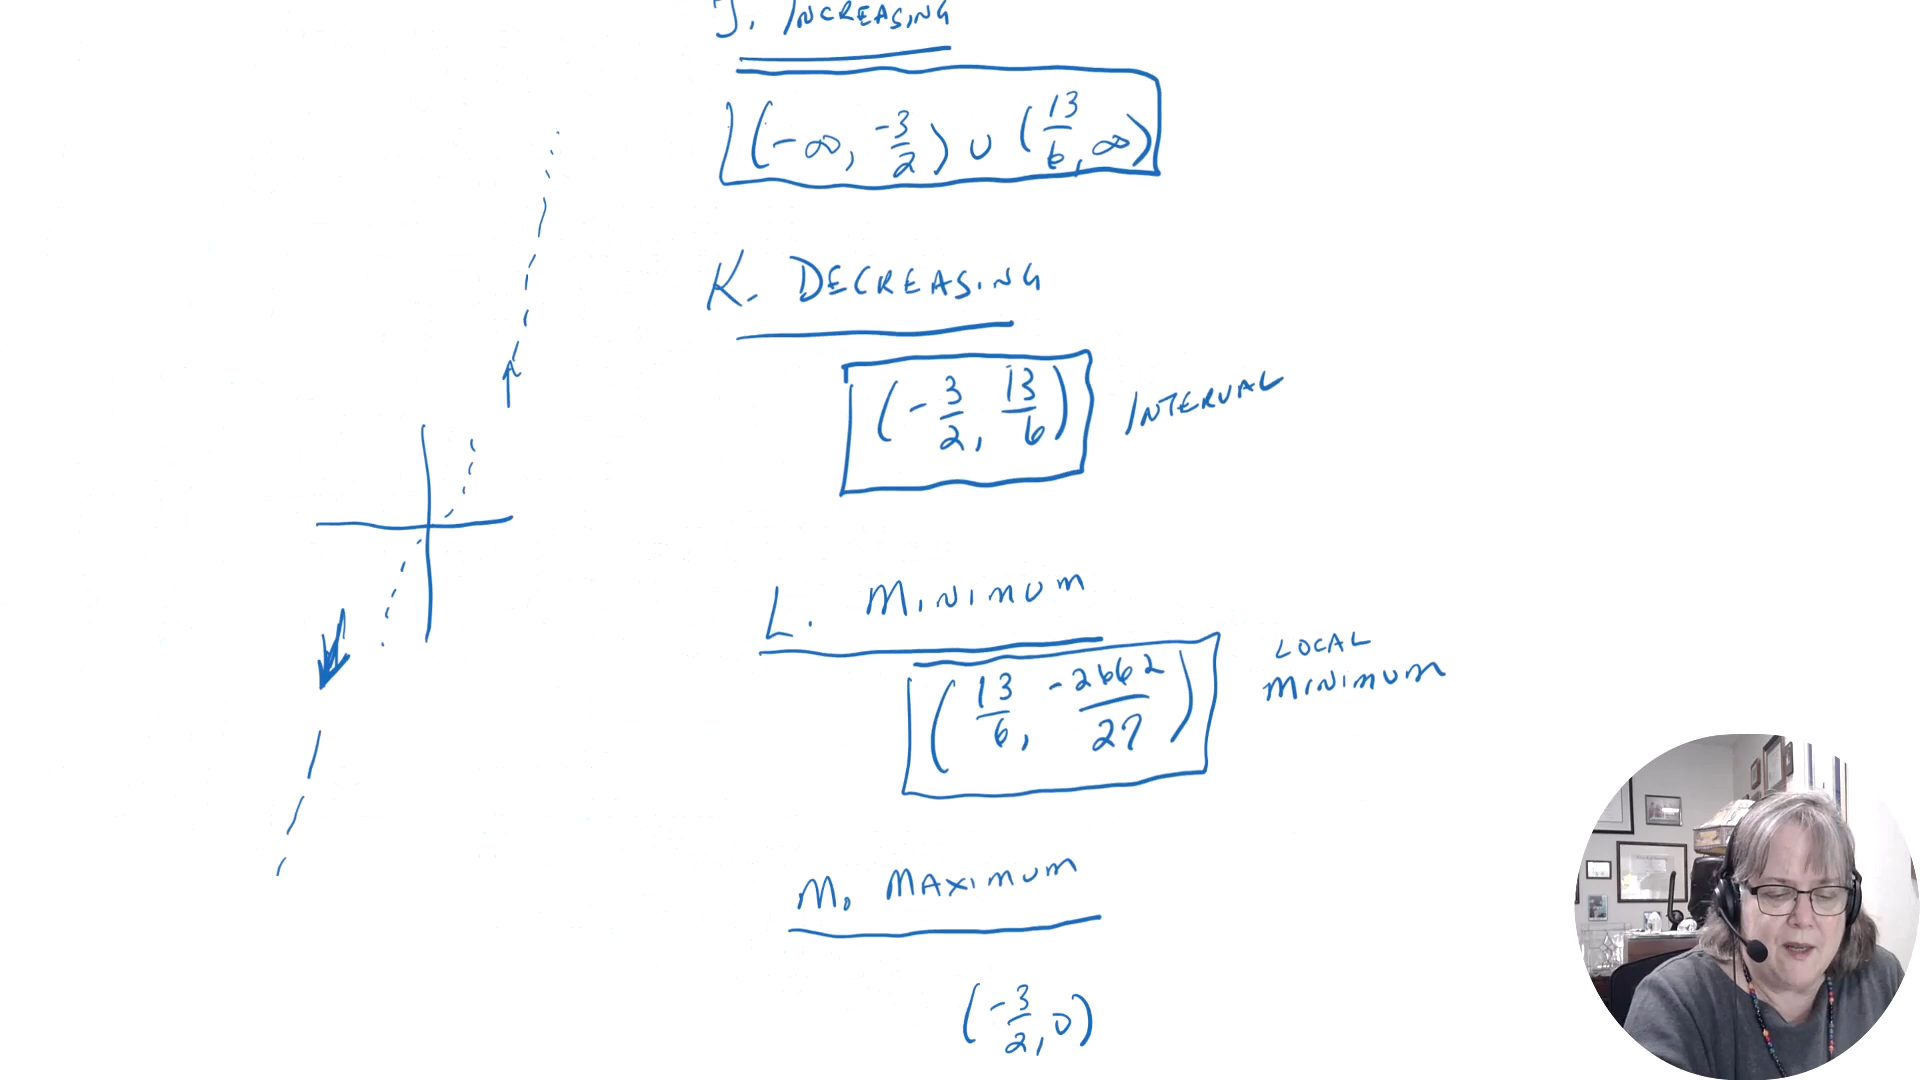 J. INCREASING
(-∞, -3/2) ∪ (13/6, ∞)
K. DECREASING
(-3/2, 13/6) INTERVAL
L. MINIMUM
(13/6, -2662/27) LOCAL MINIMUM
M. MAXIMUM
(-3/2, 0)